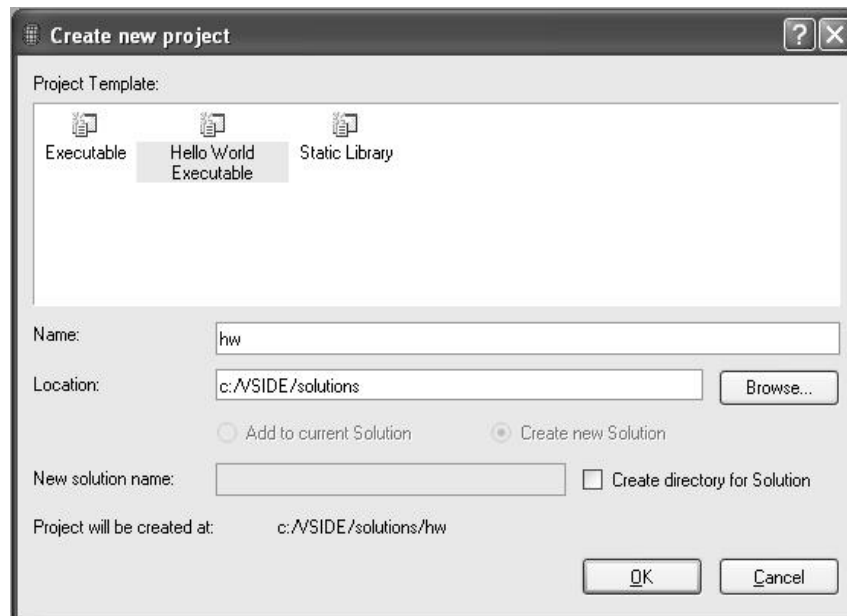 Create new project
Project Template:
Executable
Hello World
Executable
Static Library
Name:
hw
Location:
c:/VSIDE/solutions
Browse...
Add to current Solution
Create new Solution
New solution name:
Create directory for Solution
Project will be created at:
c:/VSIDE/solutions/hw
OK
Cancel